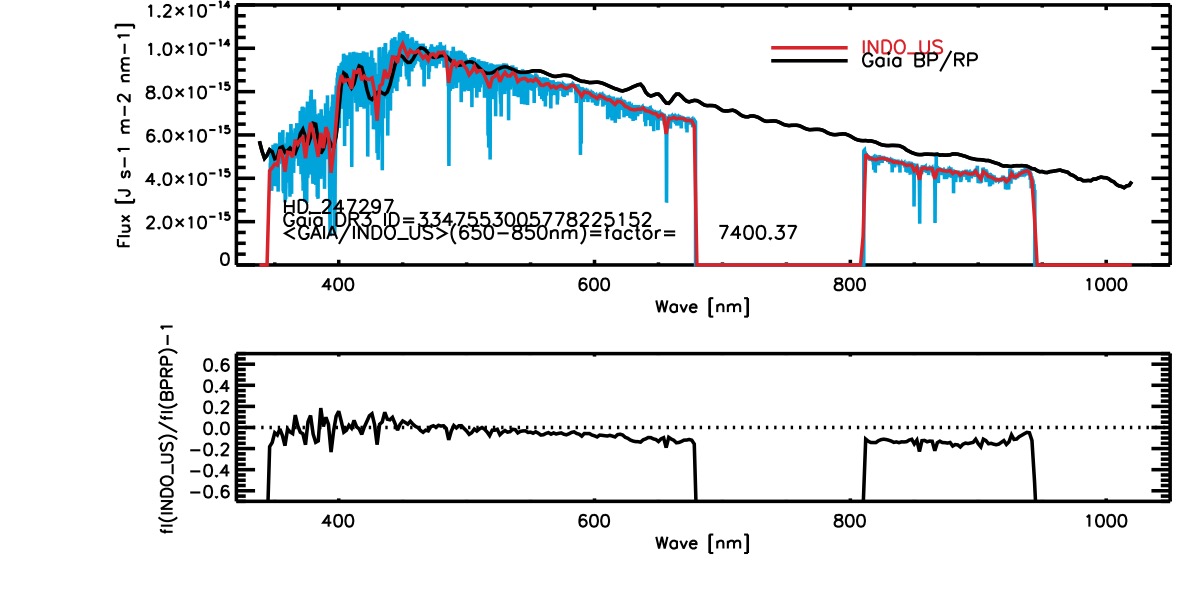 1.2×10⁻¹⁴
1.0×10⁻¹⁴
8.0×10⁻¹⁵
6.0×10⁻¹⁵
4.0×10⁻¹⁵
2.0×10⁻¹⁵
0
Flux [J s−1 m−2 nm−1]
INDO_US
Gaia BP/RP
HD_247297
Gaia DR3 ID=3347553005778225152
<GAIA/INDO_US>(650−850nm)=factor= 7400.37
400 600 800 1000
Wave [nm]
fl(INDO_US)/fl(BPRP)−1
0.6
0.4
0.2
0.0
−0.2
−0.4
−0.6
400 600 800 1000
Wave [nm]